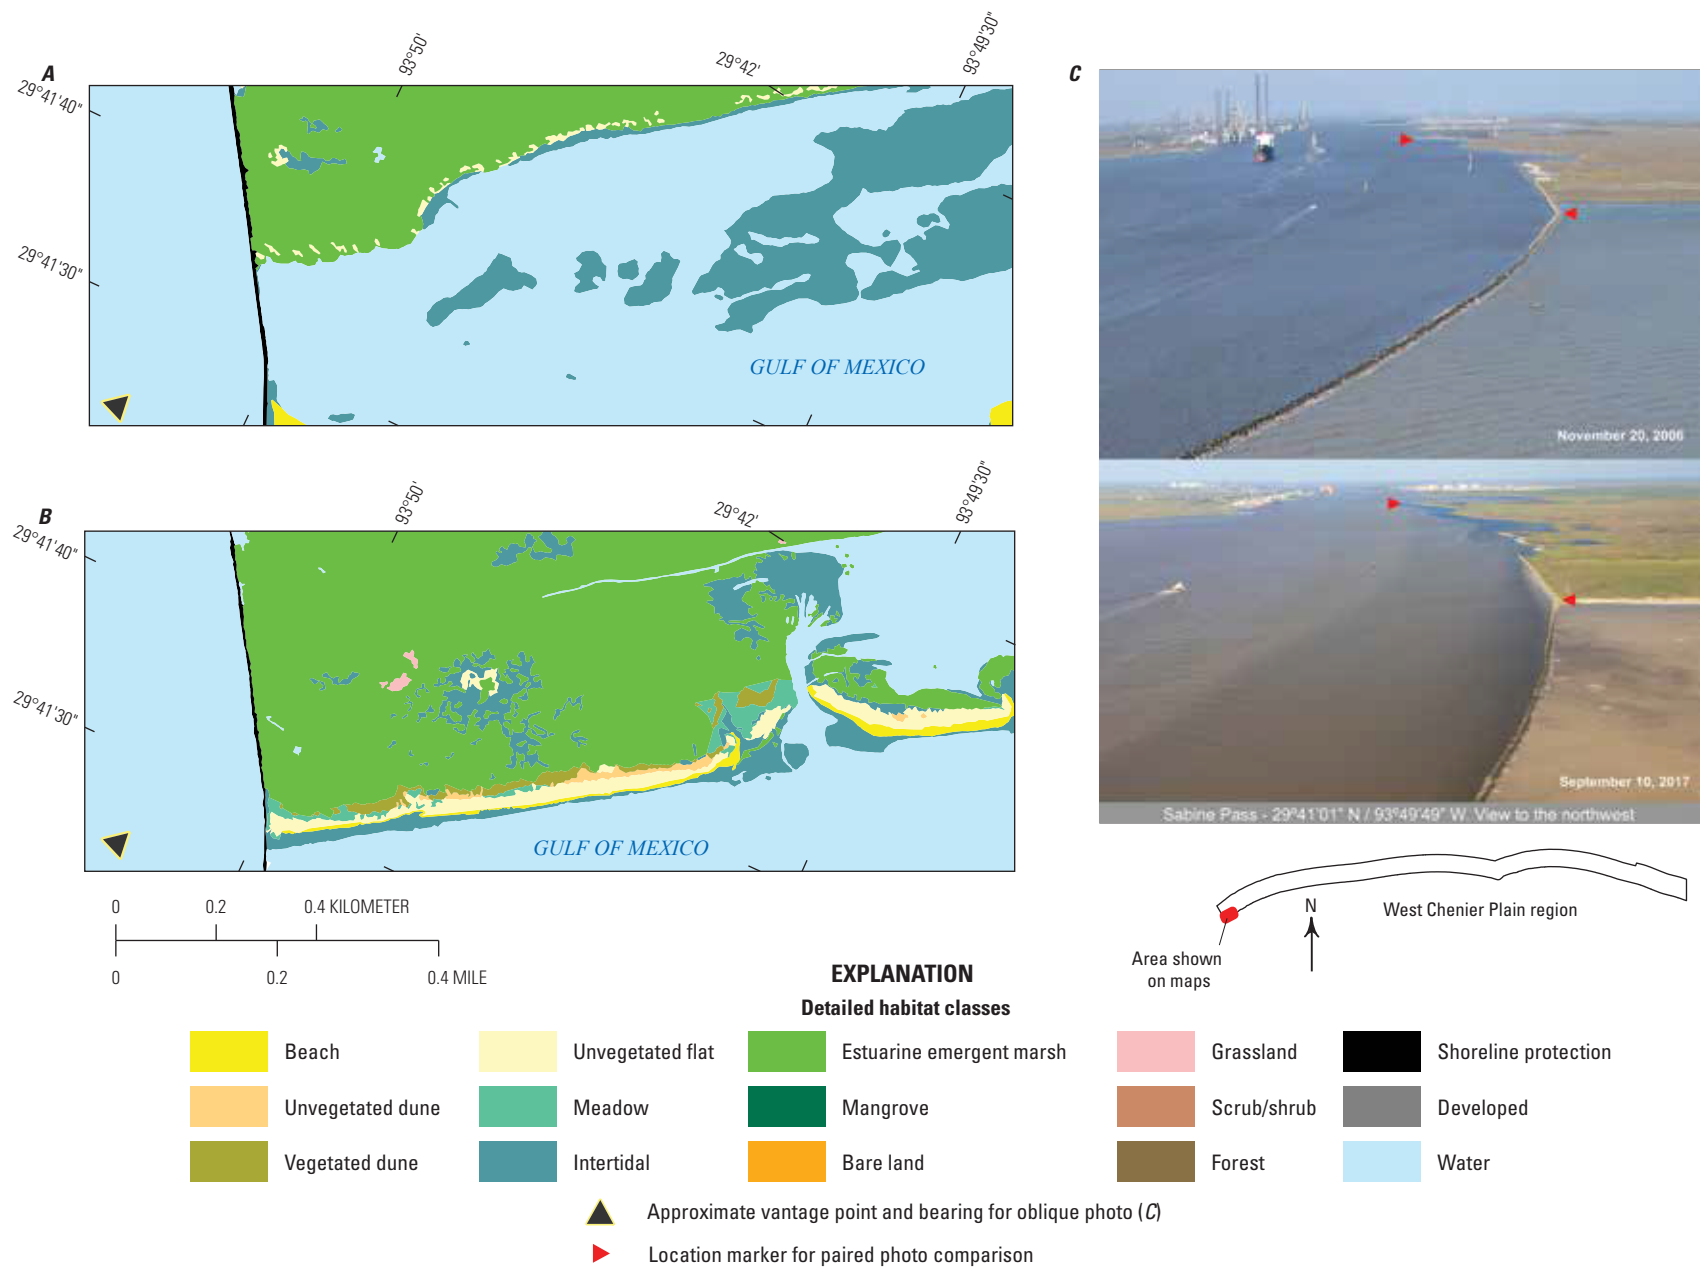 A
93°50'
29°42'
93°49'30"
29°41'40"
29°41'30"
GULF OF MEXICO
B
93°50'
29°42'
93°49'30"
29°41'40"
29°41'30"
GULF OF MEXICO
0 0.2 0.4 KILOMETER
0 0.2 0.4 MILE
C
November 20, 2006
September 10, 2017
Sabine Pass - 29°41'01" N / 93°49'49" W. View to the northwest
West Chenier Plain region
N
Area shown
on maps
EXPLANATION
Detailed habitat classes
Beach
Unvegetated dune
Vegetated dune
Unvegetated flat
Meadow
Intertidal
Estuarine emergent marsh
Mangrove
Bare land
Grassland
Scrub/shrub
Forest
Shoreline protection
Developed
Water
Approximate vantage point and bearing for oblique photo (C)
Location marker for paired photo comparison